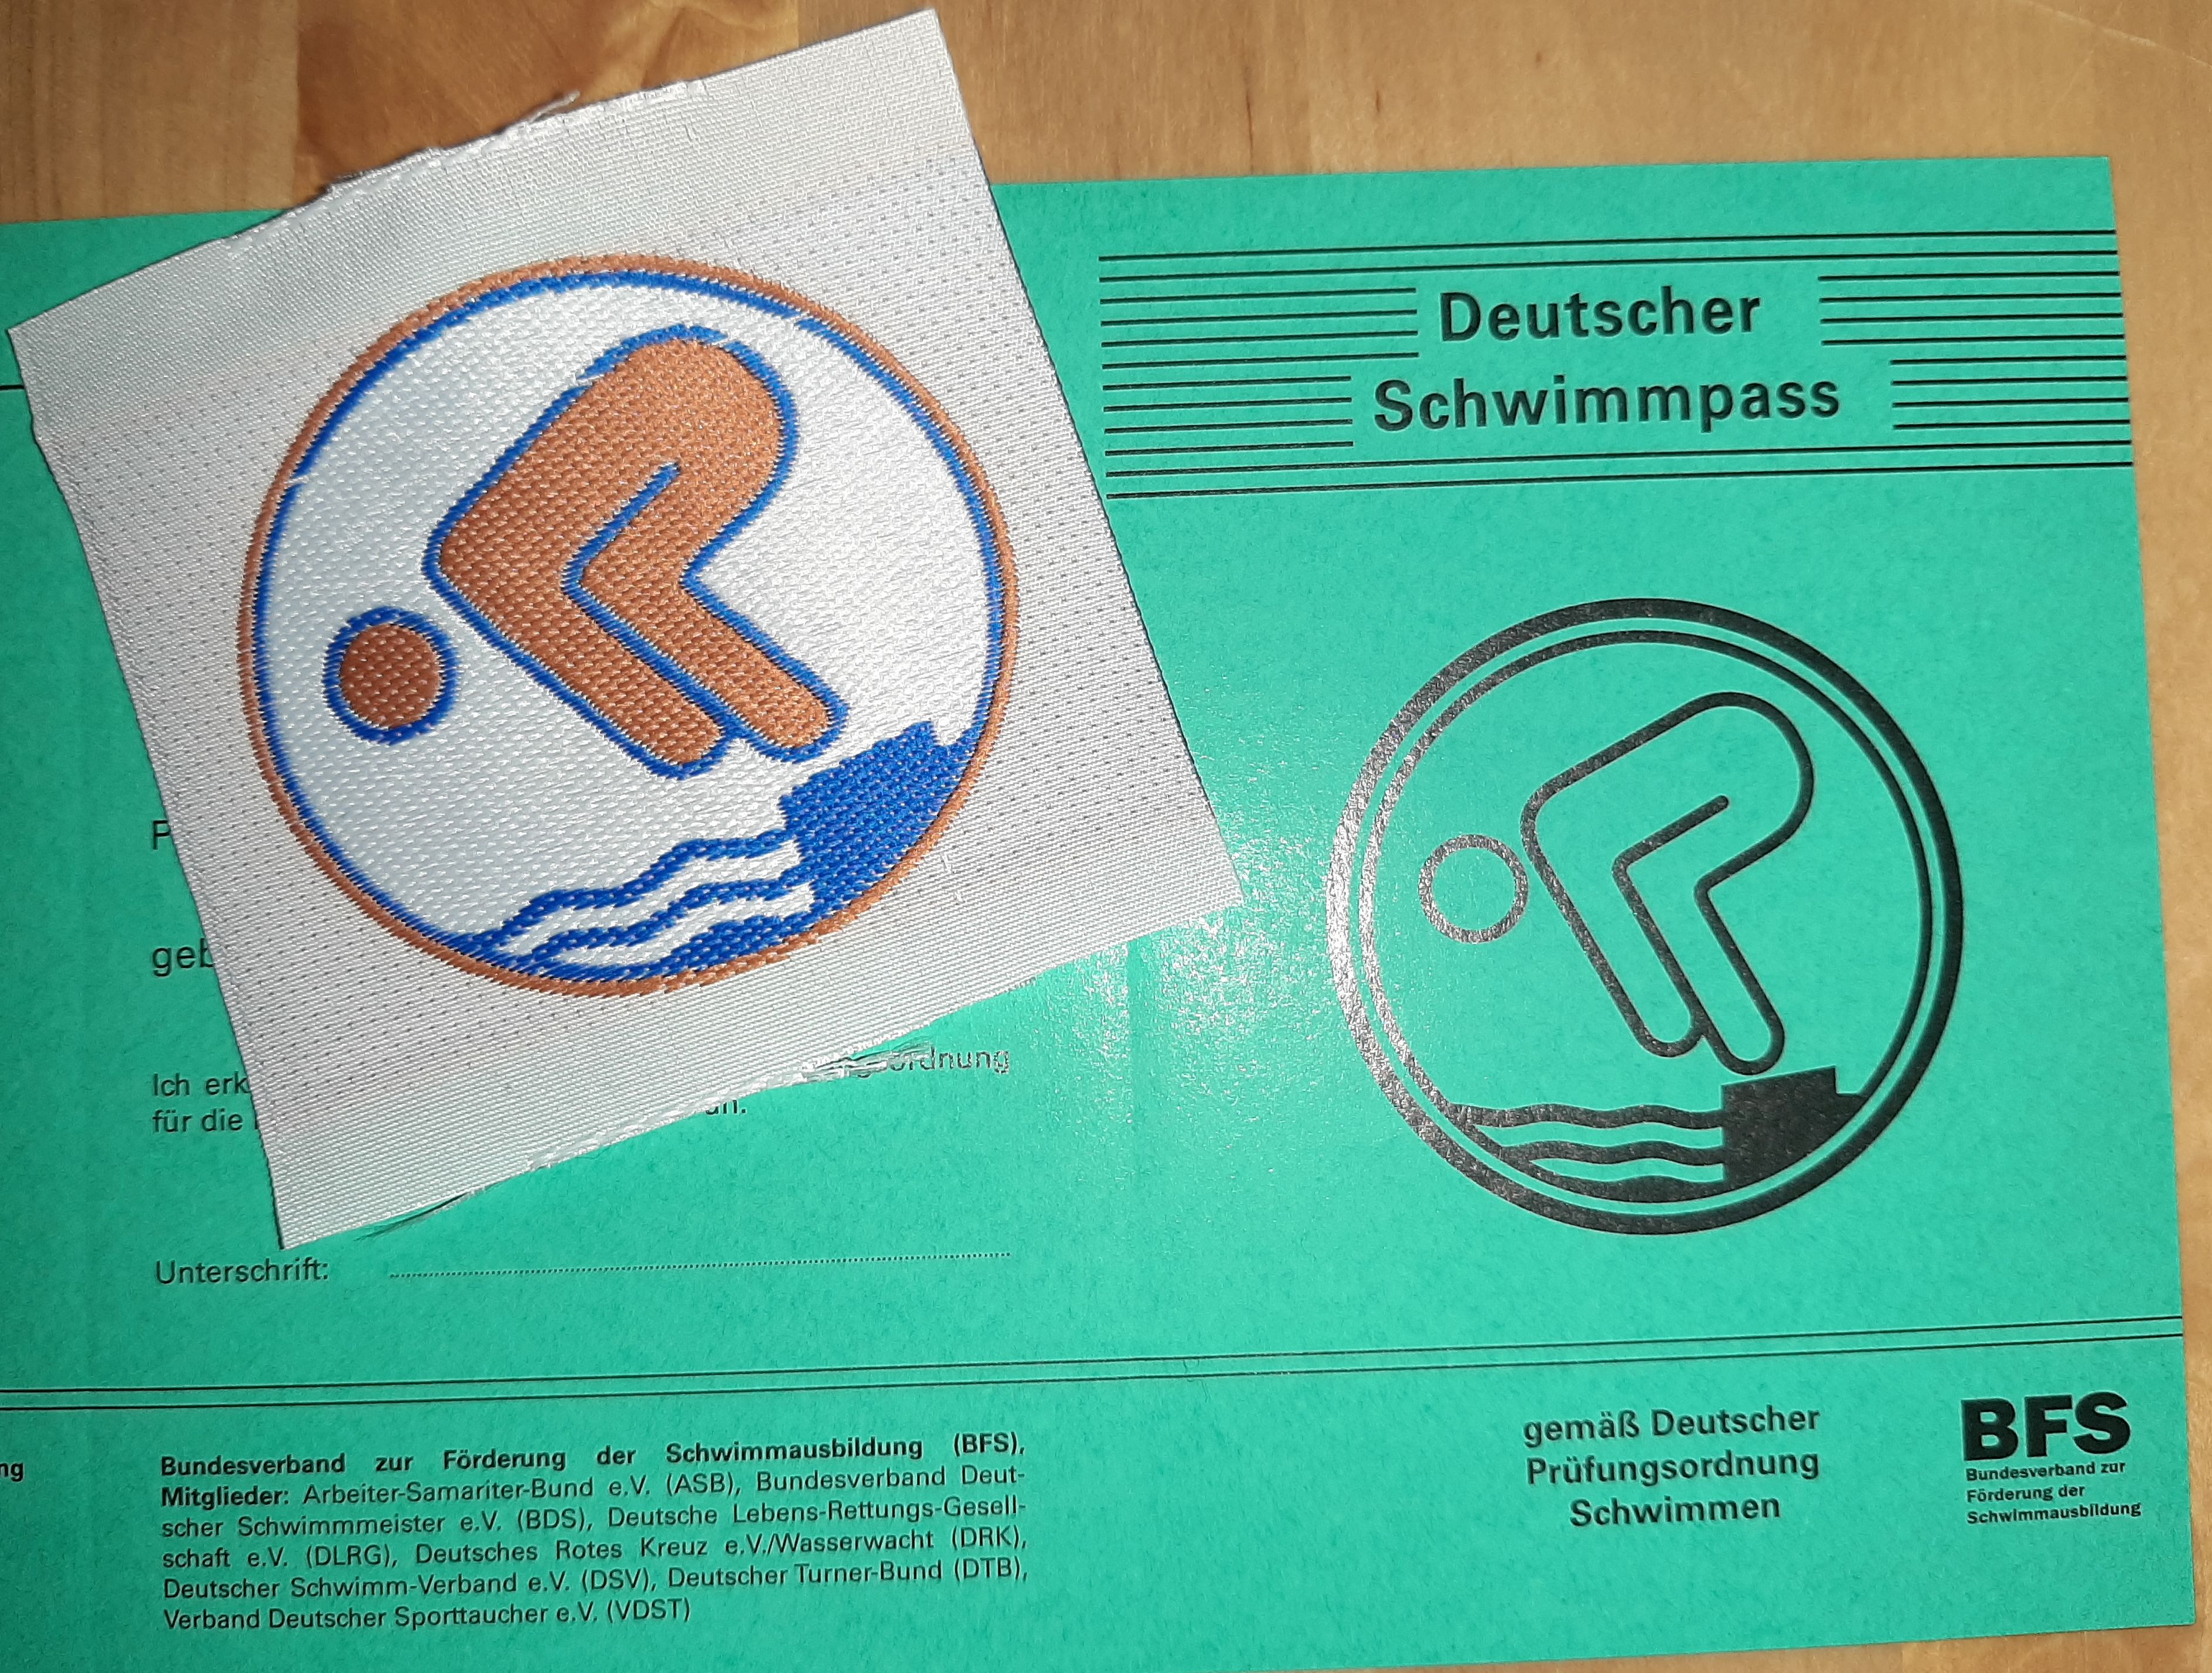 Deutscher
Schwimmpass
Ich
für die
Unterschrift:
Bundesverband zur Förderung der Schwimmausbildung (BFS),
Mitglieder: Arbeiter-Samariter-Bund e.V. (ASB), Bundesverband Deut-
scher Schwimmmeister e.V. (BDS), Deutsche Lebens-Rettungs-Gesell-
schaft e.V. (DLRG), Deutsches Rotes Kreuz e.V./Wasserwacht (DRK),
Deutscher Schwimm-Verband e.V. (DSV), Deutscher Turner-Bund (DTB),
Verband Deutscher Sporttaucher e.V. (VDST)
gemäß Deutscher
Prüfungsordnung
Schwimmen
BFS
Bundesverband zur
Förderung der
Schwimmausbildung